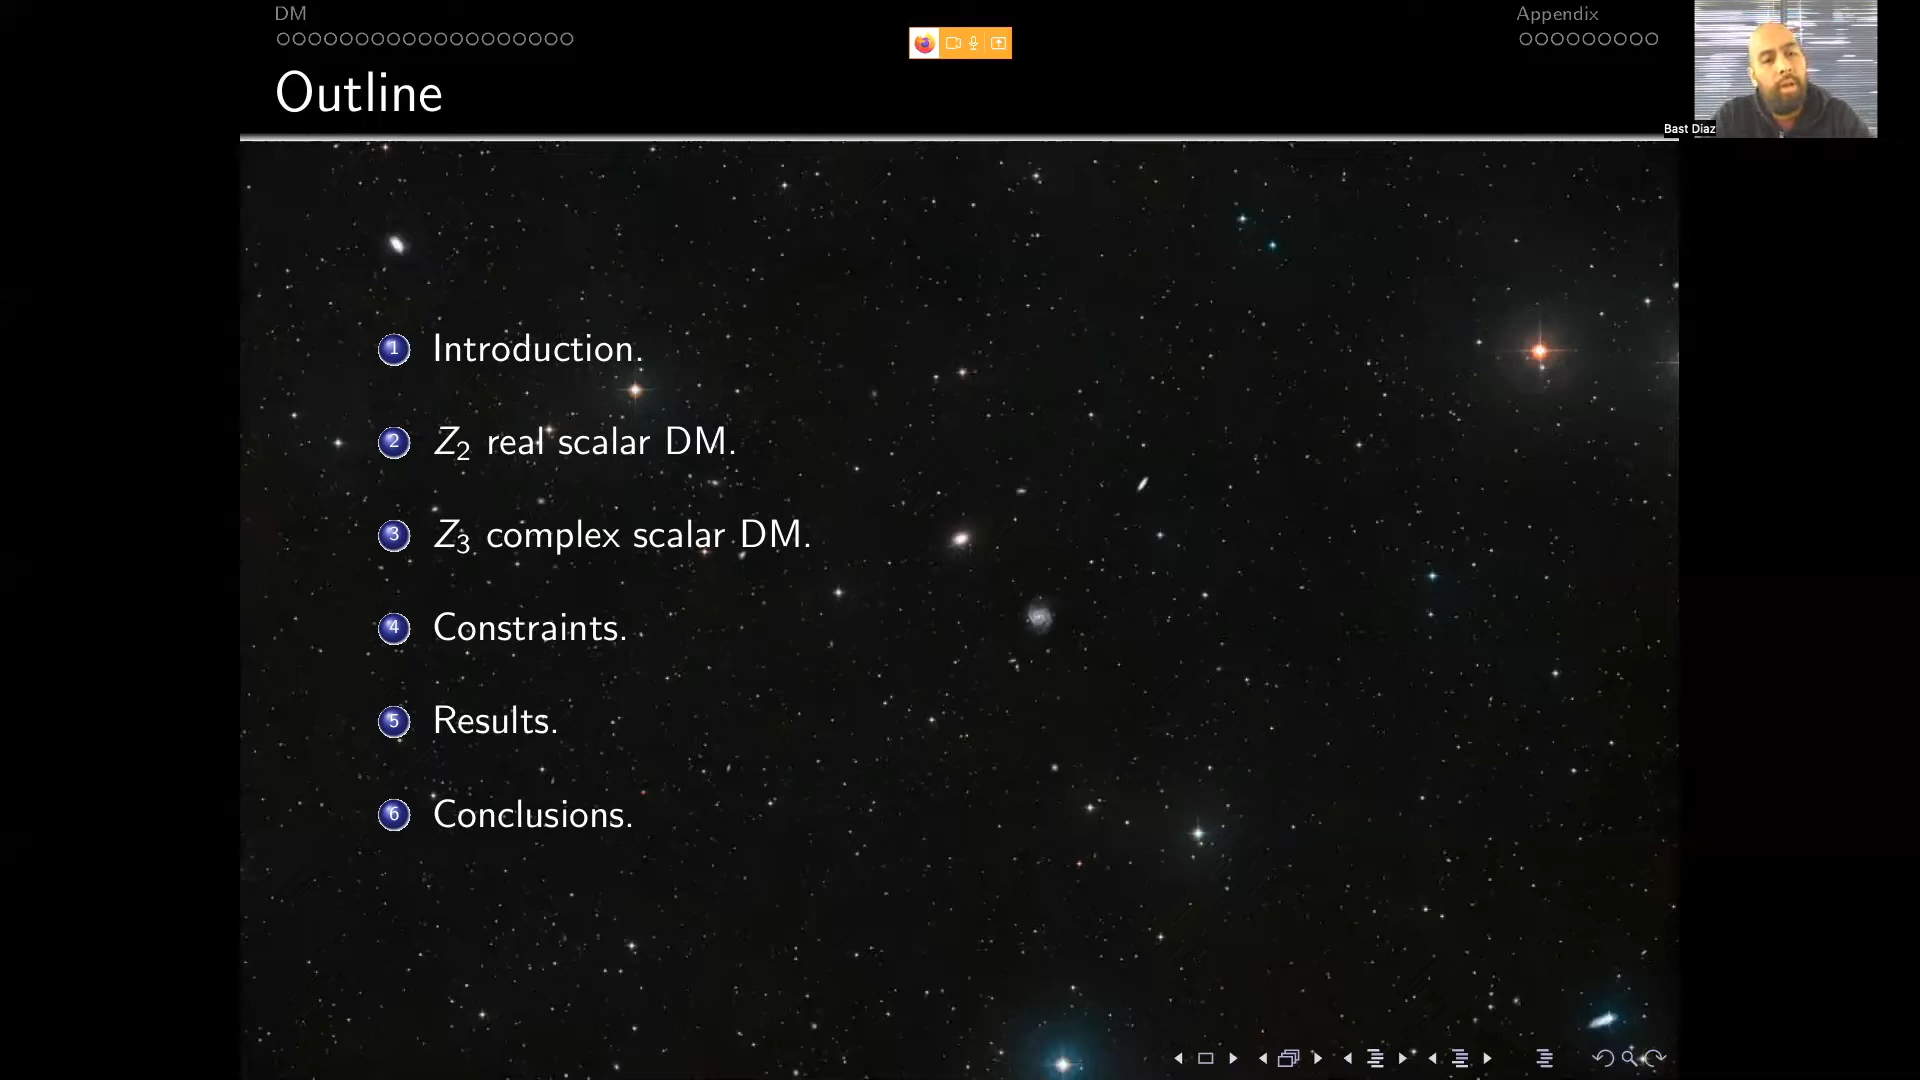 DM
Appendix
Outline
Bast Diaz
1 Introduction.
2 Z₂ real scalar DM.
3 Z₃ complex scalar DM.
4 Constraints.
5 Results.
6 Conclusions.